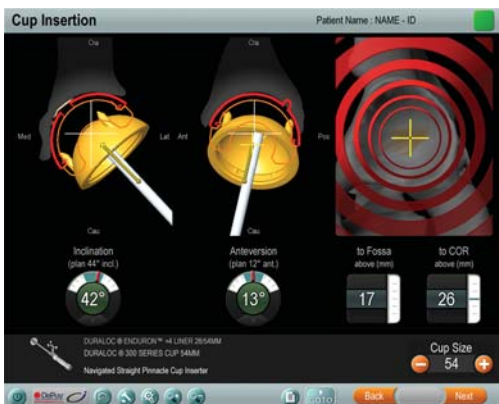 Cup Insertion
Patient Name : NAME - ID
Cra
Cra
Med
Lat
Ant
Pos
Cau
Cau
Inclination
(plan 44° incl.)
Anteversion
(plan 12° ant.)
to Fossa
above (mm)
to COR
above (mm)
42°
13°
17
26
DURALOC® ENDURON™ +4 LINER 28/54MM
DURALOC® 300 SERIES CUP 54MM
Navigated Straight Pinnacle Cup Inserter
Cup Size
54
DePuy
GOTO
Back
Next